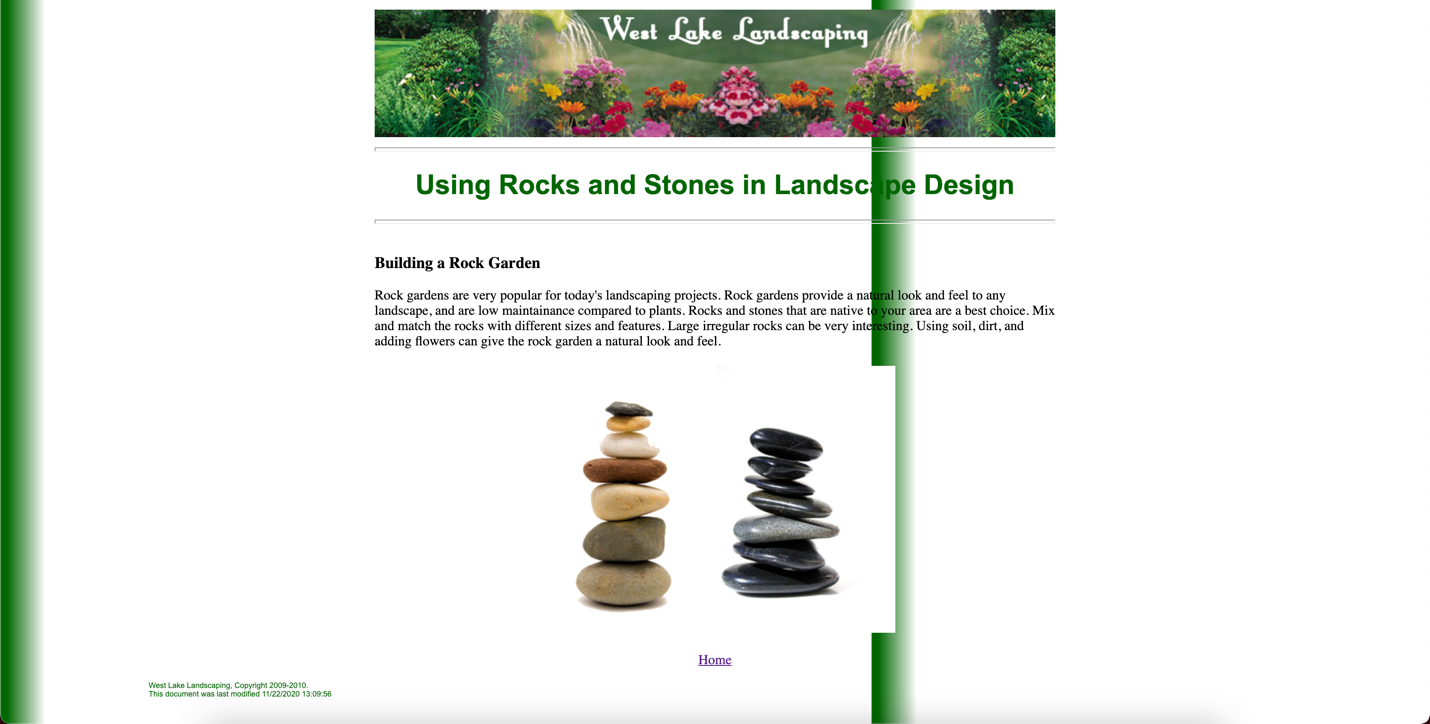 West Lake Landscaping
Using Rocks and Stones in Landscape Design
Building a Rock Garden
Rock gardens are very popular for today's landscaping projects. Rock gardens provide a natural look and feel to any
landscape, and are low maintainance compared to plants. Rocks and stones that are native to your area are a best choice. Mix
and match the rocks with different sizes and features. Large irregular rocks can be very interesting. Using soil, dirt, and
adding flowers can give the rock garden a natural look and feel.
Home
West Lake Landscaping, Copyright 2009-2010.
This document was last modified 11/22/2020 13:09:56